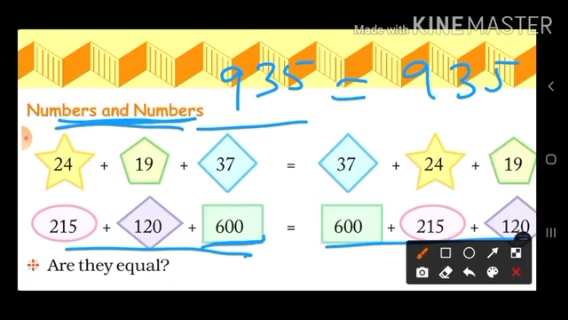 Made with KINEMASTER
935 = 935
Numbers and Numbers
24 + 19 + 37 = 37 + 24 + 19
215 + 120 + 600 = 600 + 215 + 120
Are they equal?